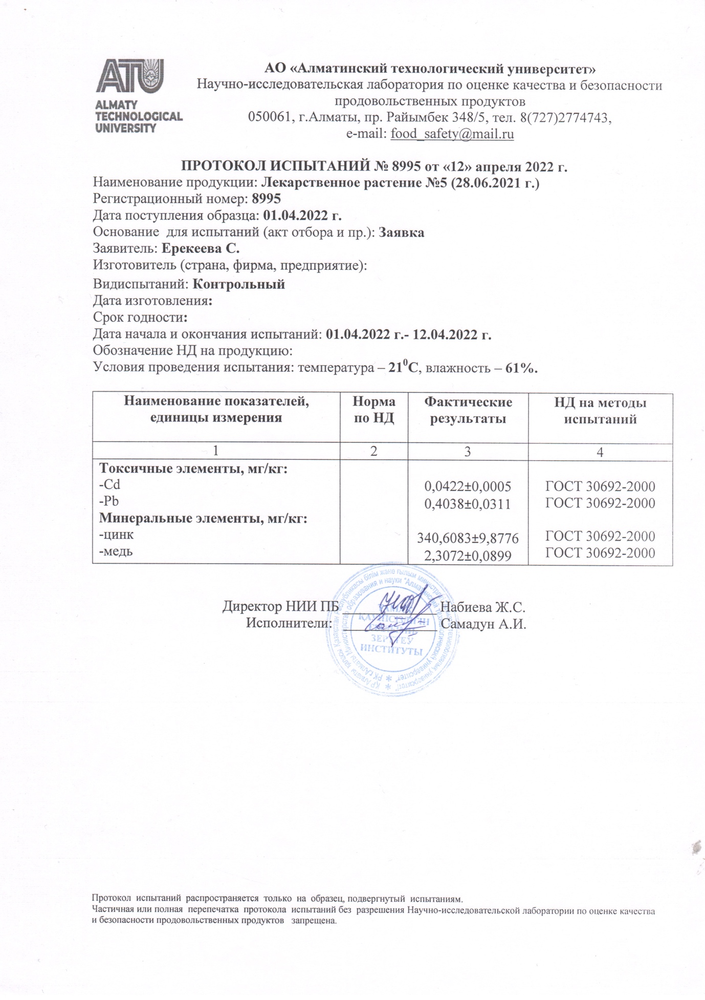 ATU
ALMATY
TECHNOLOGICAL
UNIVERSITY
АО «Алматинский технологический университет»
Научно-исследовательская лаборатория по оценке качества и безопасности
продовольственных продуктов
050061, г.Алматы, пр. Райымбек 348/5, тел. 8(727)2774743,
e-mail: food_safety@mail.ru
ПРОТОКОЛ ИСПЫТАНИЙ № 8995 от «12» апреля 2022 г.
Наименование продукции: Лекарственное растение №5 (28.06.2021 г.)
Регистрационный номер: 8995
Дата поступления образца: 01.04.2022 г.
Основание для испытаний (акт отбора и пр.): Заявка
Заявитель: Ерекеева С.
Изготовитель (страна, фирма, предприятие):
Видиспытаний: Контрольный
Дата изготовления:
Срок годности:
Дата начала и окончания испытаний: 01.04.2022 г.- 12.04.2022 г.
Обозначение НД на продукцию:
Условия проведения испытания: температура – 21⁰С, влажность – 61%.
Наименование показателей, единицы измерения | Норма по НД | Фактические результаты | НД на методы испытаний
1 | 2 | 3 | 4
Токсичные элементы, мг/кг:
-Cd 0,0422±0,0005 ГОСТ 30692-2000
-Pb 0,4038±0,0311 ГОСТ 30692-2000
Минеральные элементы, мг/кг:
-цинк 340,6083±9,8776 ГОСТ 30692-2000
-медь 2,3072±0,0899 ГОСТ 30692-2000
Директор НИИ ПБ Набиева Ж.С.
Исполнители: Самадун А.И.
ЗЕРТТЕУ
ИНСТИТУТЫ
Протокол испытаний распространяется только на образец, подвергнутый испытаниям.
Частичная или полная перепечатка протокола испытаний без разрешения Научно-исследовательской лаборатории по оценке качества
и безопасности продовольственных продуктов запрещена.